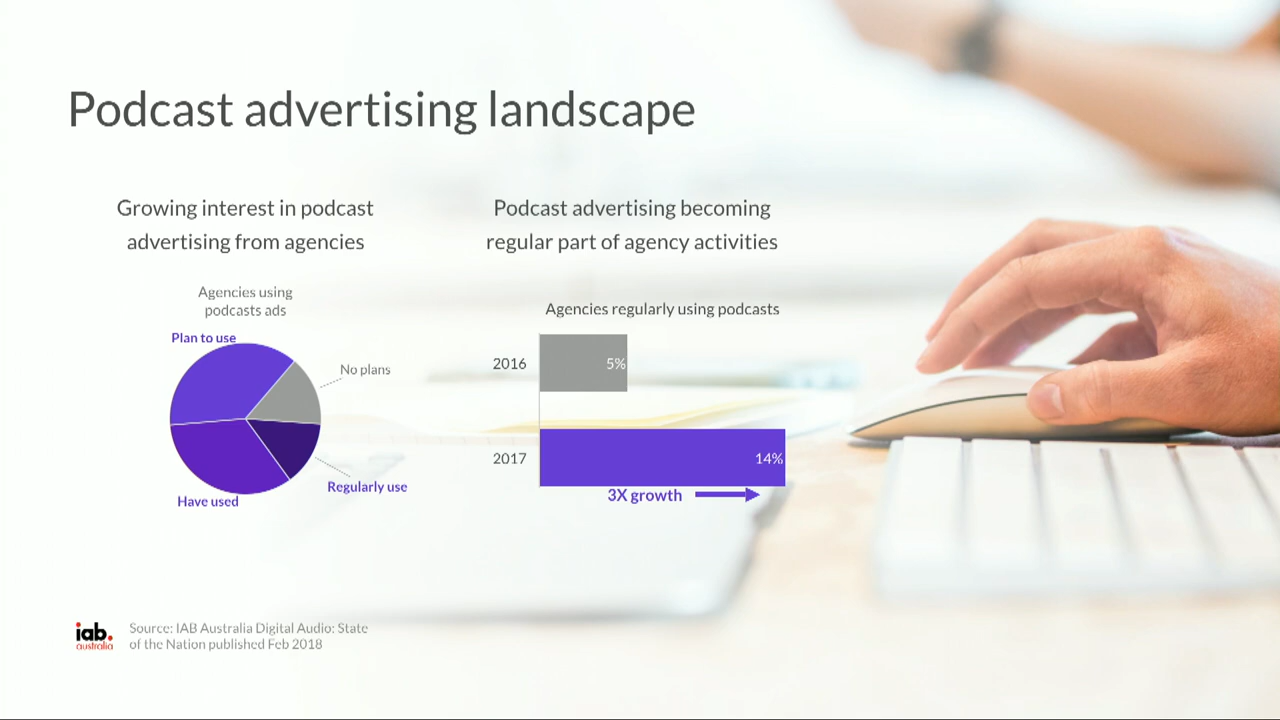 Podcast advertising landscape
Growing interest in podcast
advertising from agencies
Agencies using
podcasts ads
Plan to use
No plans
Regularly use
Have used
Podcast advertising becoming
regular part of agency activities
Agencies regularly using podcasts
2016
5%
2017
14%
3X growth
iab.
australia
Source: IAB Australia Digital Audio: State
of the Nation published Feb 2018